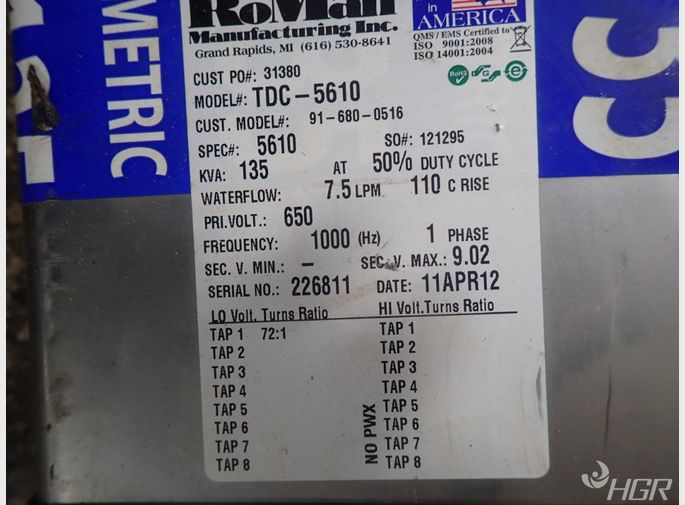 RoMan
Manufacturing Inc.
Grand Rapids, MI (616) 530-8641
in
AMERICA
QMS / EMS Certified to
ISO 9001:2008
ISO 14001:2004
RoHS
METRIC
CUST PO#: 31380
MODEL#: TDC-5610
CUST. MODEL#: 91-680-0516
SPEC#: 5610 SO#: 121295
KVA: 135 AT 50% DUTY CYCLE
WATERFLOW: 7.5 LPM 110 C RISE
PRI.VOLT.: 650
FREQUENCY: 1000 (Hz) 1 PHASE
SEC. V. MIN.: – SEC. V. MAX.: 9.02
SERIAL NO.: 226811 DATE: 11APR12
LO Volt. Turns Ratio HI Volt.Turns Ratio
TAP 1 72:1 TAP 1
TAP 2 TAP 2
TAP 3 TAP 3
TAP 4 TAP 4
TAP 5 TAP 5
TAP 6 TAP 6
TAP 7 TAP 7
TAP 8 TAP 8
NO PWX
HGR